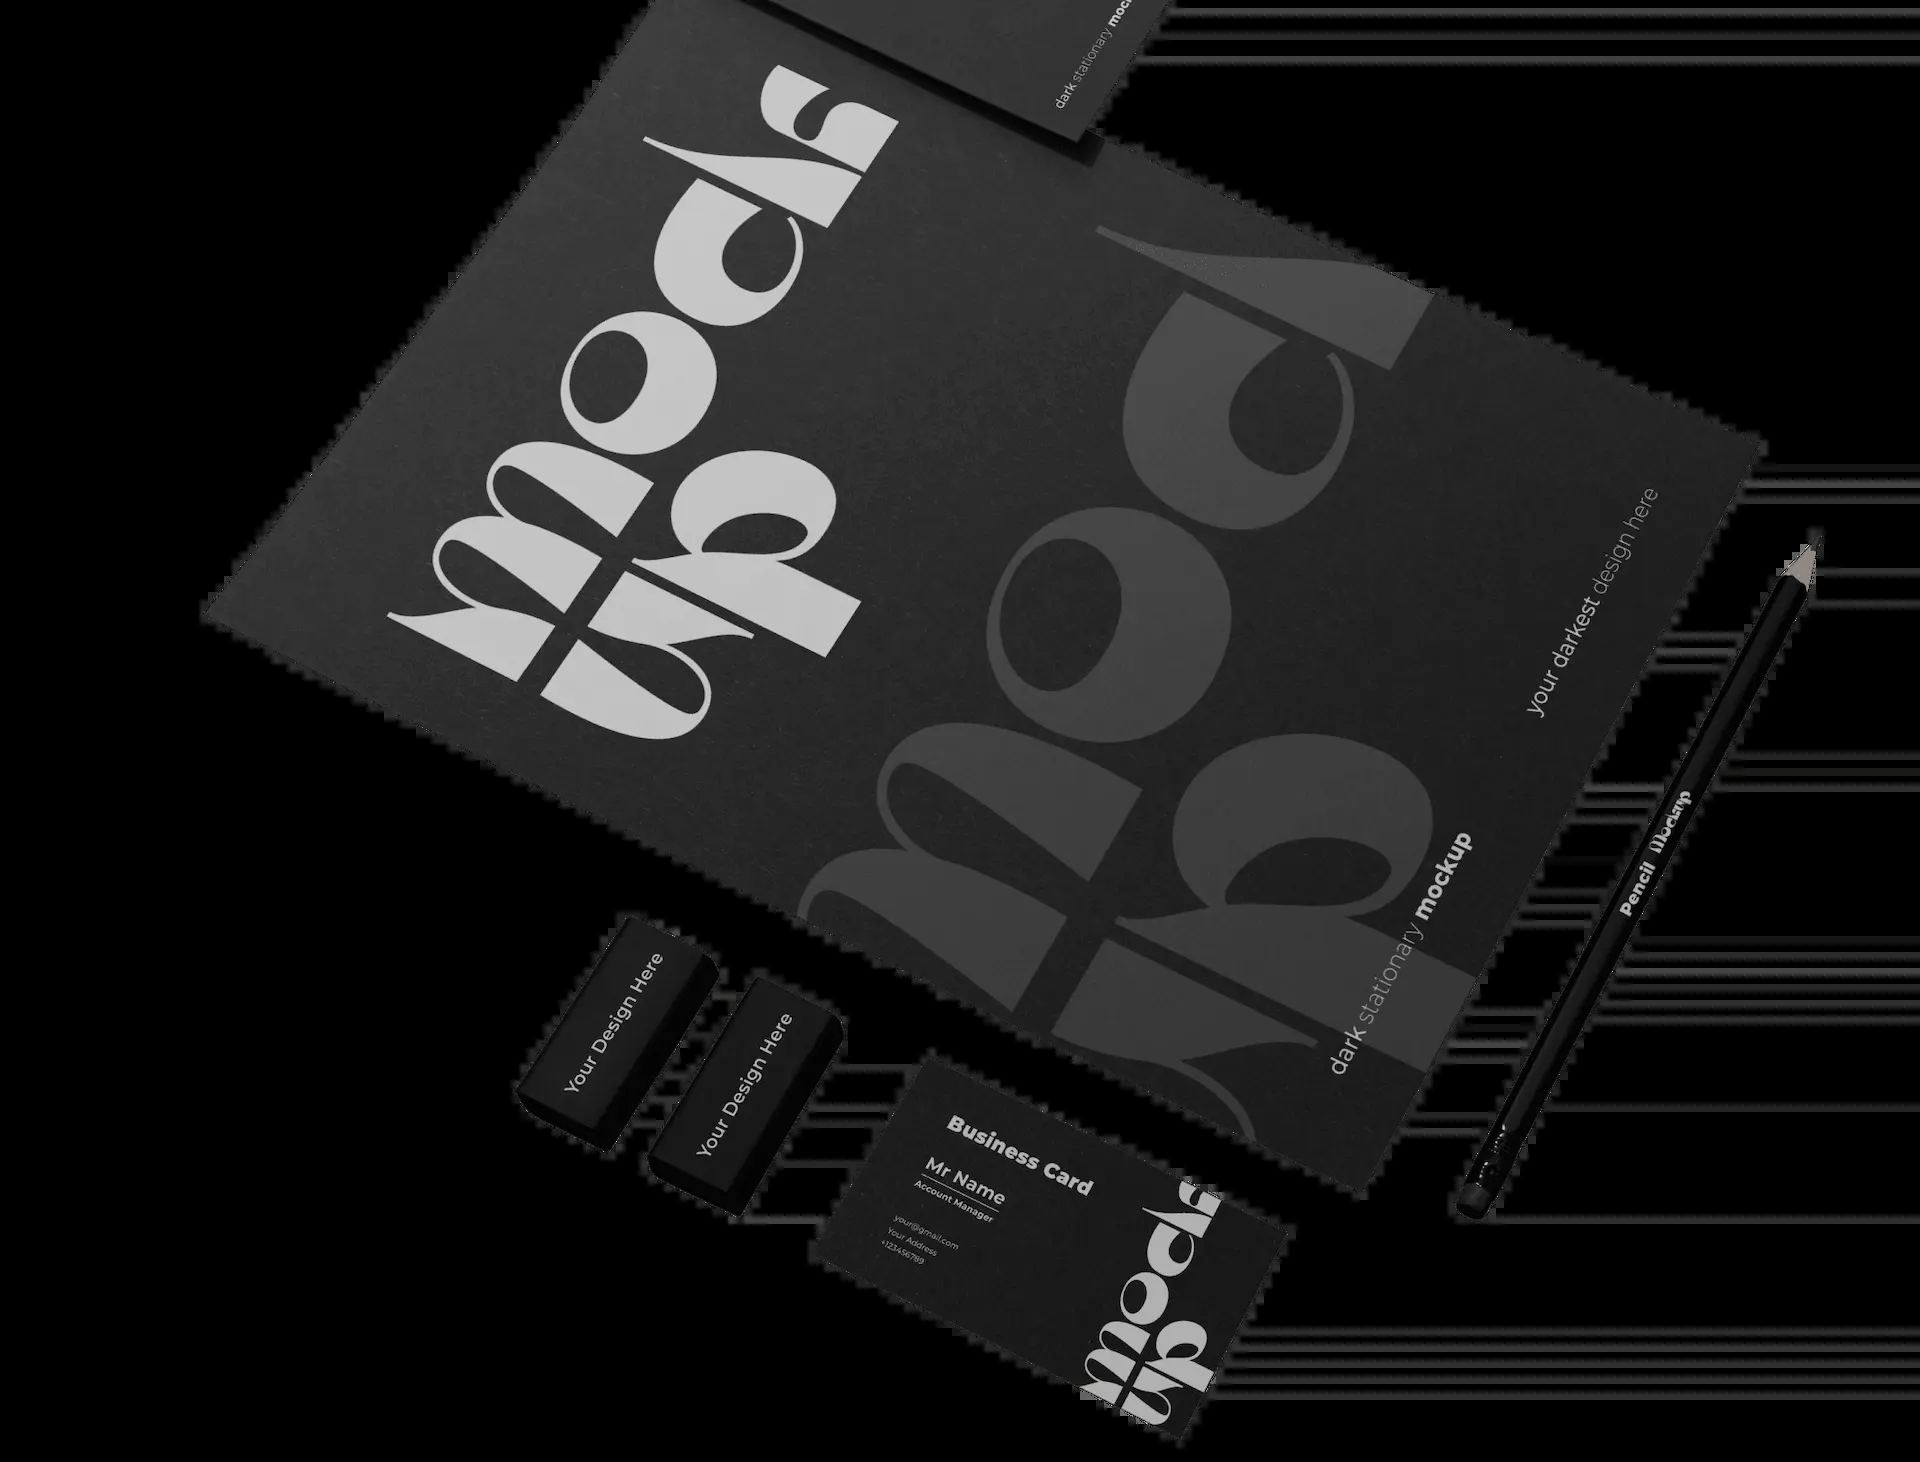 dark stationary moc
mock
up
mock
up
your darkest design here
dark stationary mockup
Pencil mockup
Your Design Here
Your Design Here
Business Card
Mr Name
Account Manager
your@gmail.com
Your Address
+123456789
mock
up